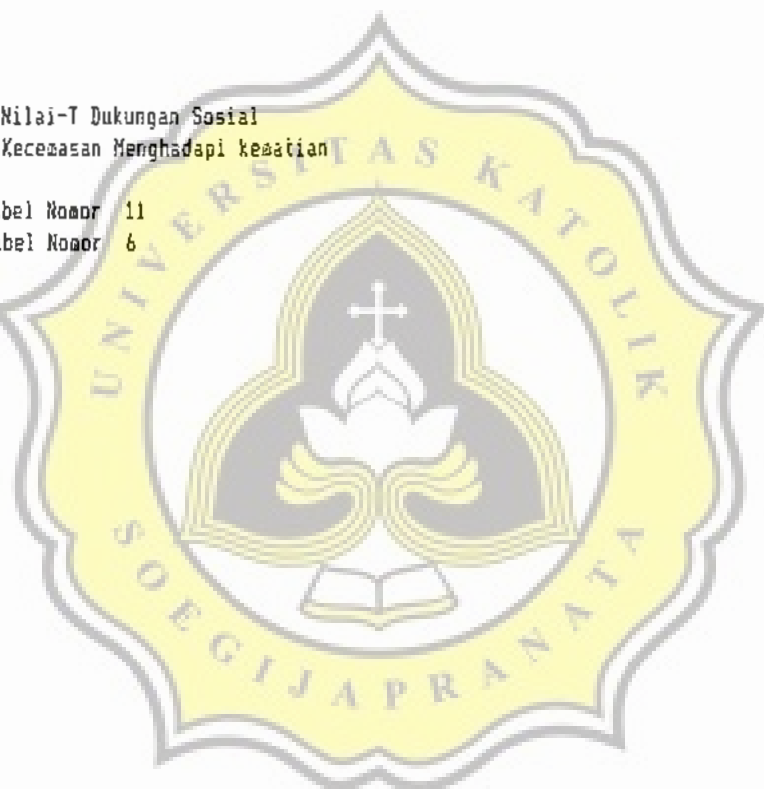 Nilai-T Dukungan Sosial
Kecemasan Menghadapi kematian
bel Nomor 11
bel Nomor 6
UNIVERSITAS KATOLIK
SOEGIJAPRANATA